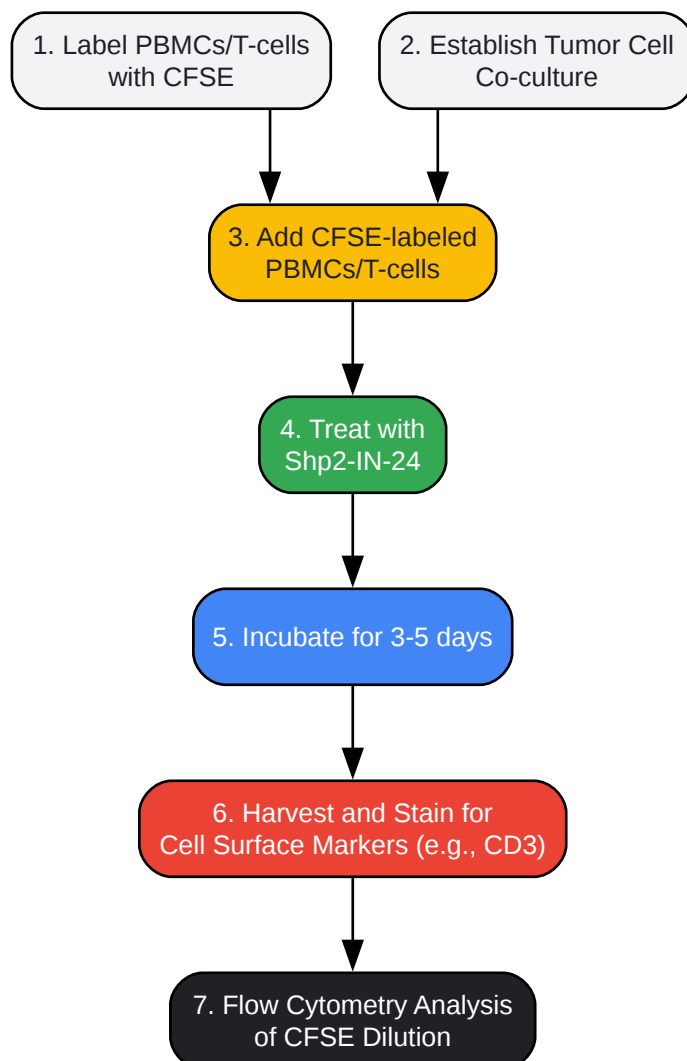 1. Label PBMCs/T-cells
with CFSE
2. Establish Tumor Cell
Co-culture
3. Add CFSE-labeled
PBMCs/T-cells
4. Treat with
Shp2-IN-24
5. Incubate for 3-5 days
6. Harvest and Stain for
Cell Surface Markers (e.g., CD3)
7. Flow Cytometry Analysis
of CFSE Dilution